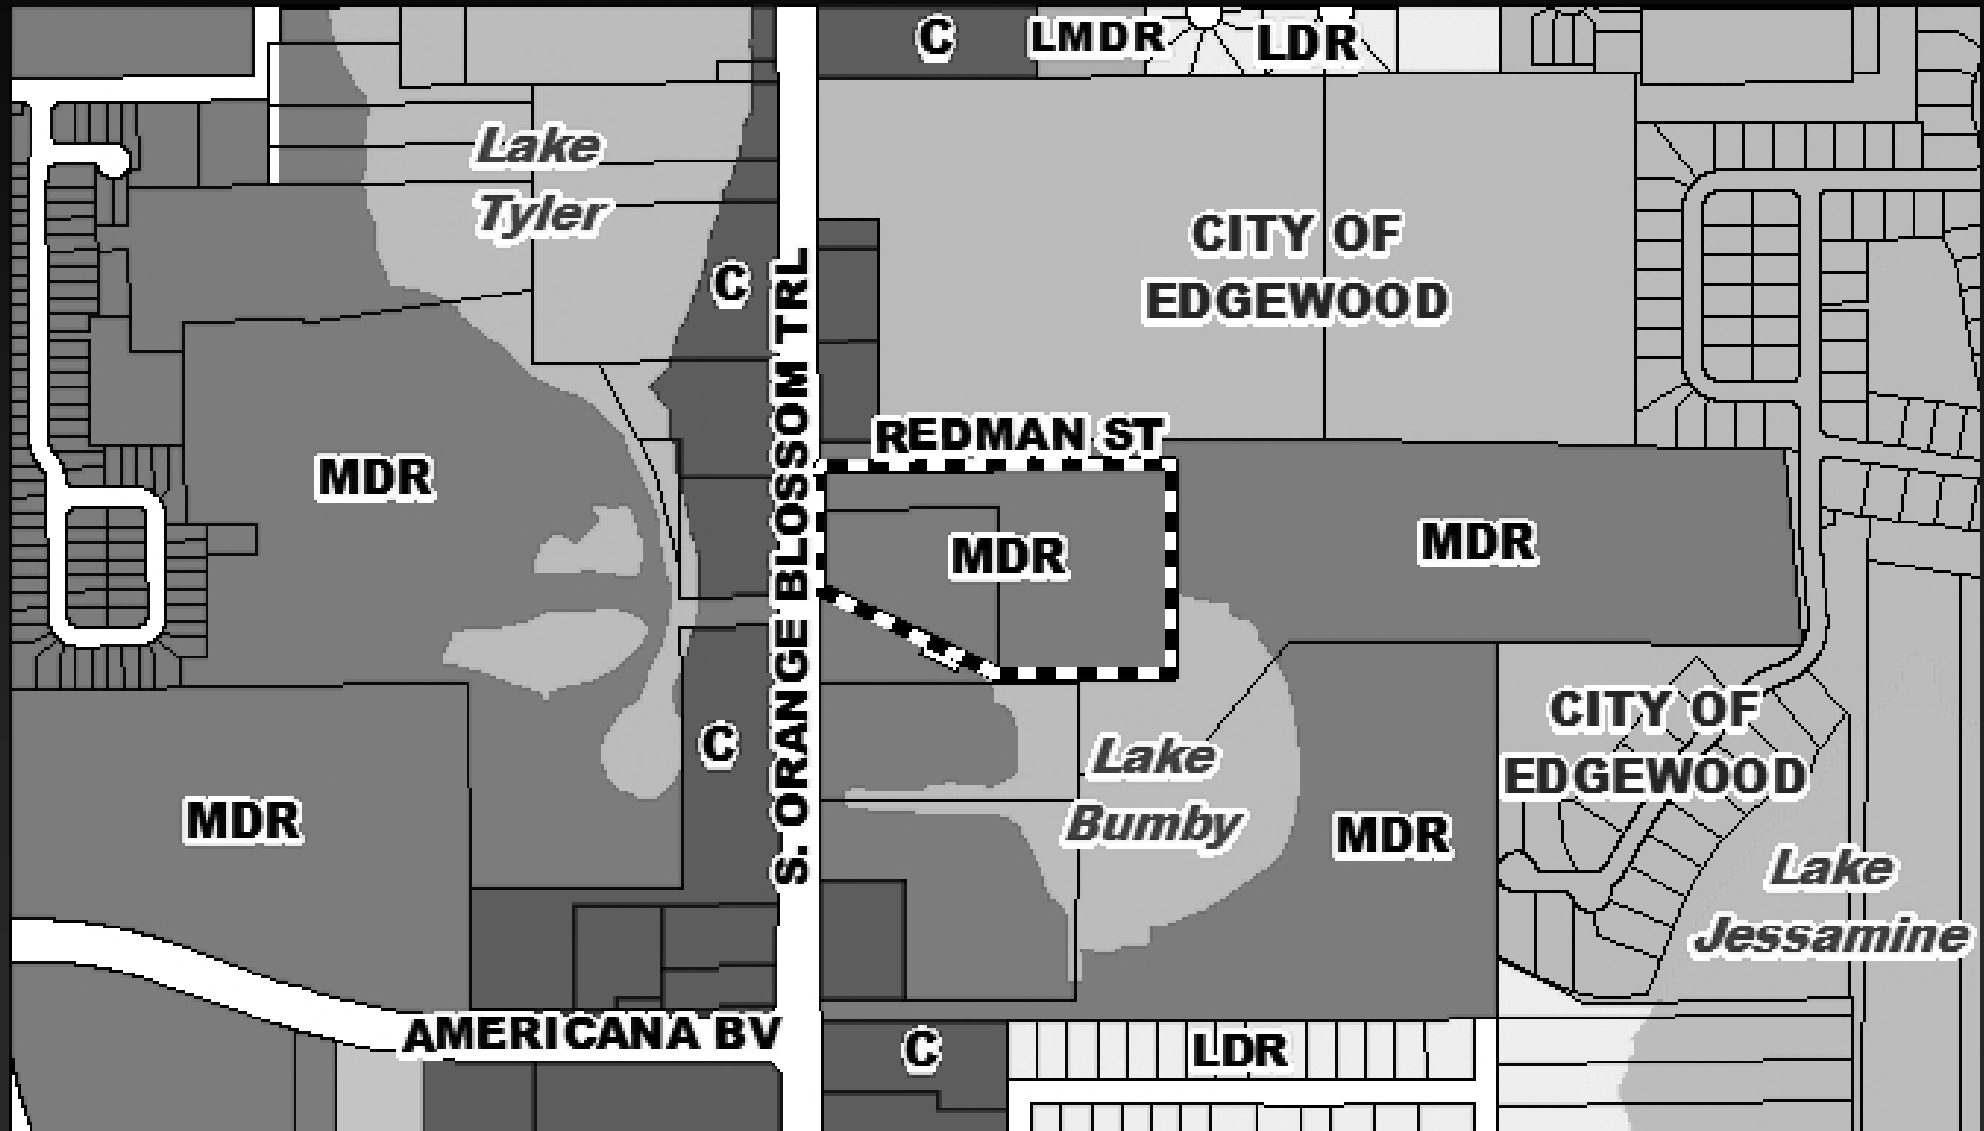 C
LMDR
LDR
Lake
Tyler
CITY OF
EDGEWOOD
C
S. ORANGE BLOSSOM TRL
REDMAN ST
MDR
MDR
MDR
CITY OF
EDGEWOOD
C
Lake
Bumby
MDR
MDR
Lake
Jessamine
AMERICANA BV
C
LDR